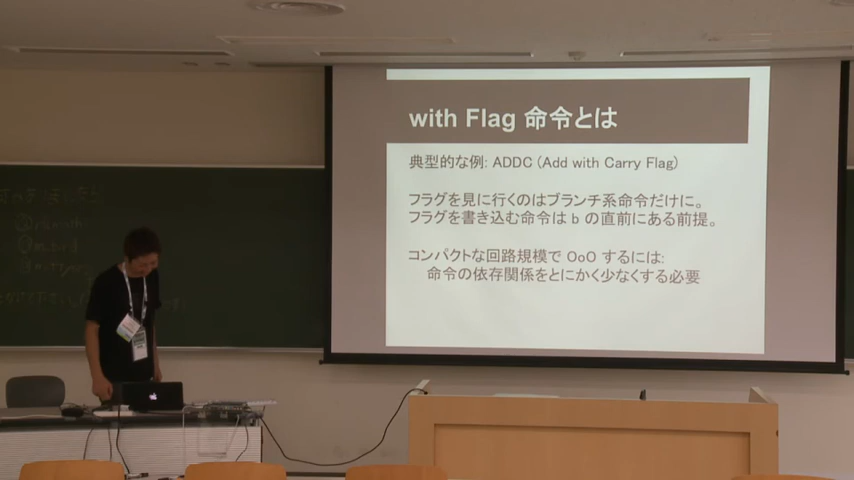 with Flag 命令とは
典型的な例: ADDC (Add with Carry Flag)
フラグを見に行くのはブランチ系命令だけに。
フラグを書き込む命令は b の直前にある前提。
コンパクトな回路規模で OoO するには:
命令の依存関係をとにかく少なくする必要